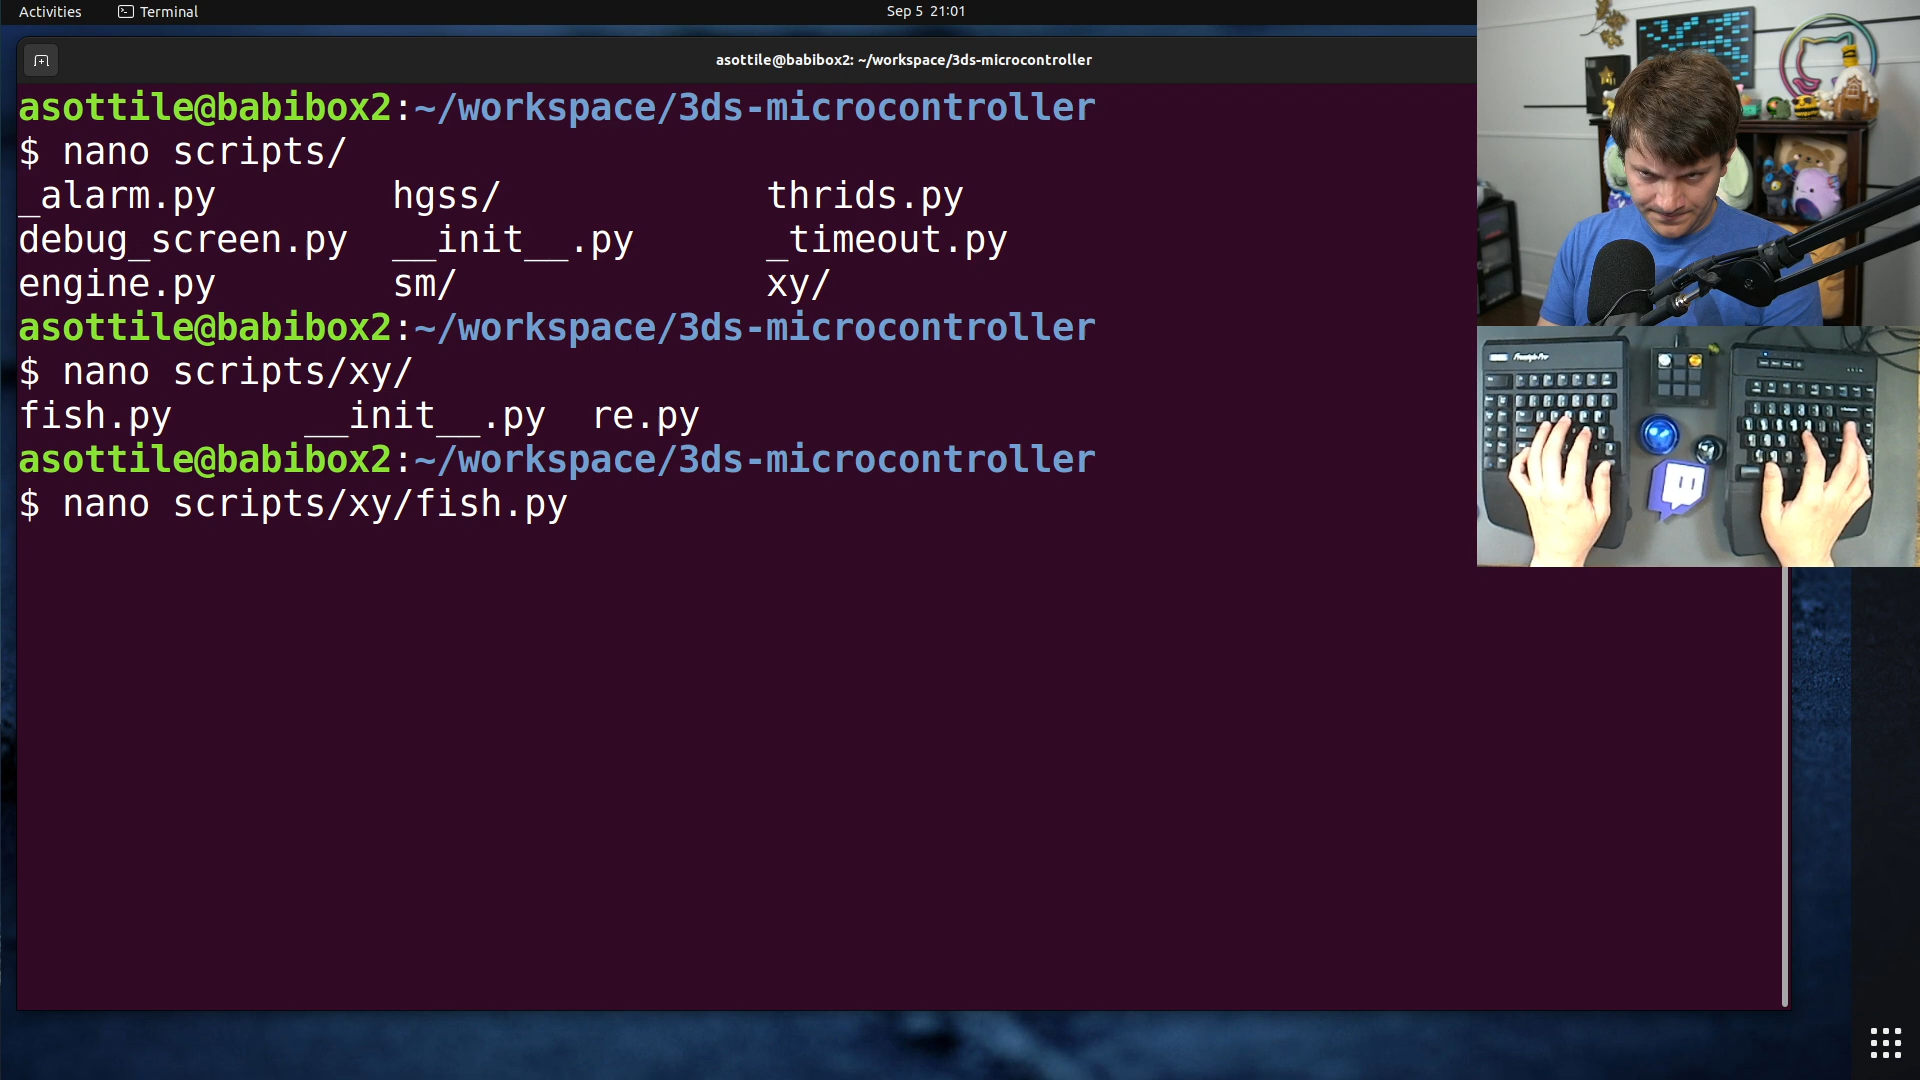 Activities
Terminal
Sep 5 21:01
asottile@babibox2: ~/workspace/3ds-microcontroller
asottile@babibox2:~/workspace/3ds-microcontroller
$ nano scripts/
_alarm.py hgss/ thrids.py
debug_screen.py __init__.py _timeout.py
engine.py sm/ xy/
asottile@babibox2:~/workspace/3ds-microcontroller
$ nano scripts/xy/
fish.py __init__.py re.py
asottile@babibox2:~/workspace/3ds-microcontroller
$ nano scripts/xy/fish.py
Freestyle Pro